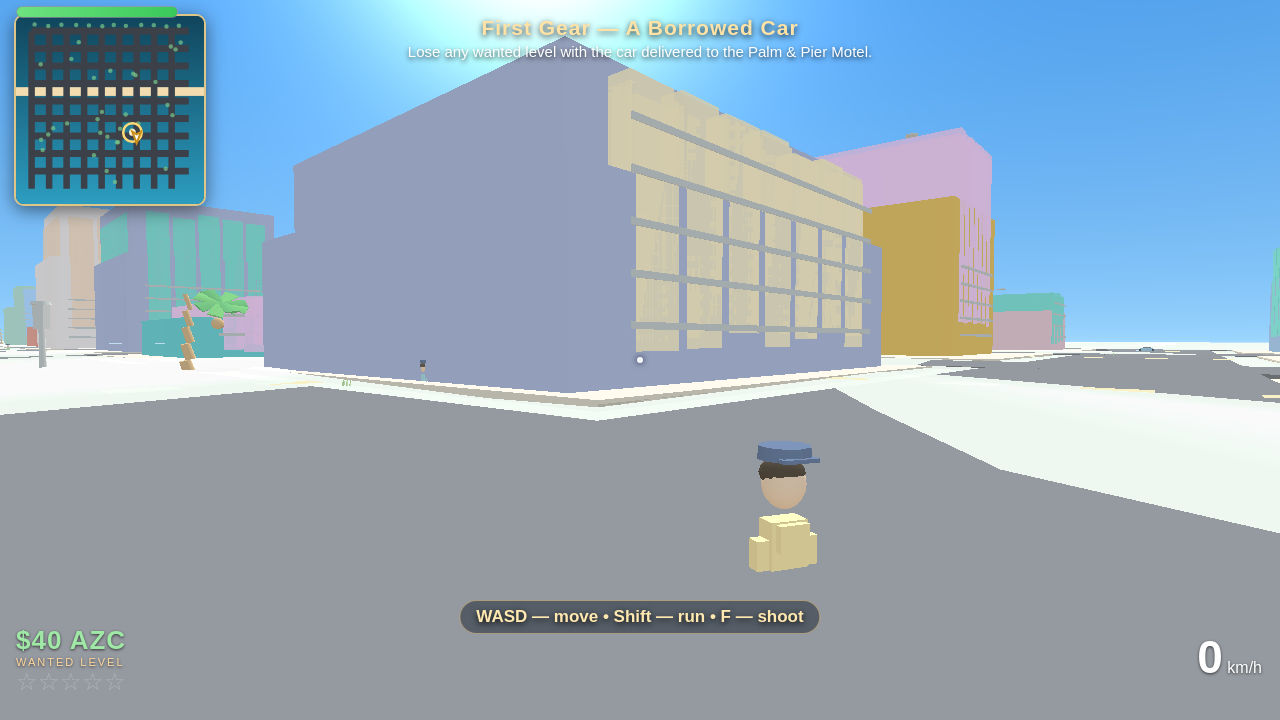 First Gear — A Borrowed Car
Lose any wanted level with the car delivered to the Palm & Pier Motel.
WASD — move • Shift — run • F — shoot
$40 AZC
WANTED LEVEL
☆☆☆☆☆
0 km/h